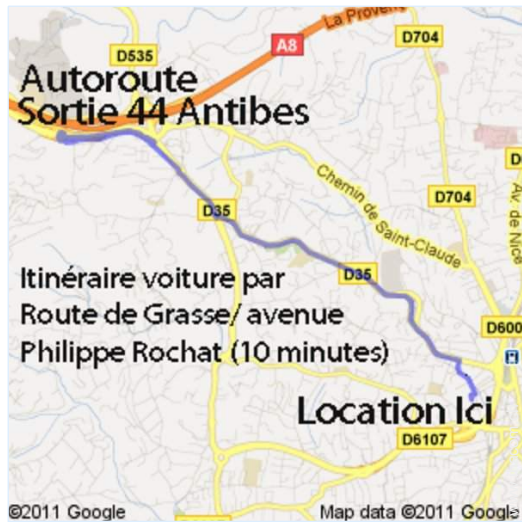 La Proven
D704
D535
A8
Autoroute
Sortie 44 Antibes
Chemin de Saint-Claude
D704
D35
Av. de Nice
D35
Itinéraire voiture par
Route de Grasse/ avenue
Philippe Rochat (10 minutes)
D600
Location Ici
D6107
©2011 Google
Map data ©2011 Google